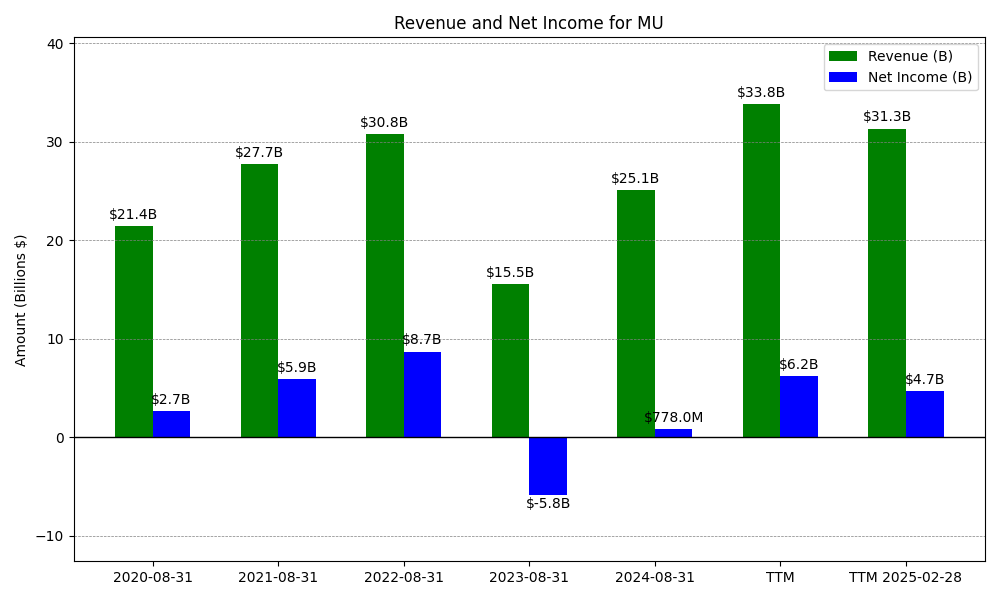 Revenue and Net Income for MU
Revenue (B)
Net Income (B)
Amount (Billions $)
40
30
20
10
0
−10
$21.4B
$2.7B
$27.7B
$5.9B
$30.8B
$8.7B
$15.5B
$-5.8B
$25.1B
$778.0M
$33.8B
$6.2B
$31.3B
$4.7B
2020-08-31
2021-08-31
2022-08-31
2023-08-31
2024-08-31
TTM
TTM 2025-02-28